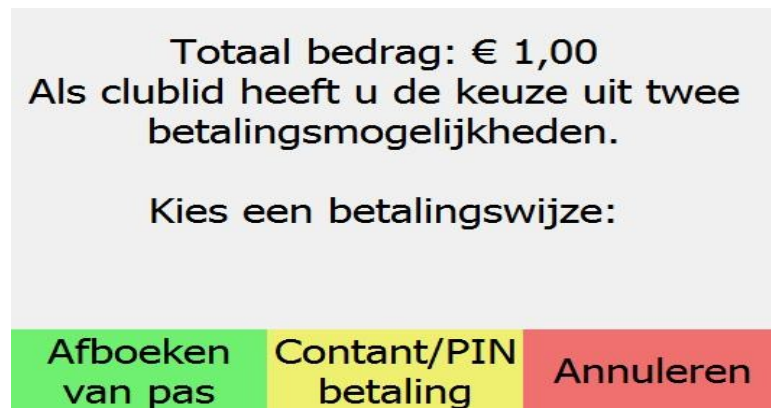 Totaal bedrag: € 1,00
Als clublid heeft u de keuze uit twee
betalingsmogelijkheden.
Kies een betalingswijze:
Afboeken
van pas
Contant/PIN
betaling
Annuleren